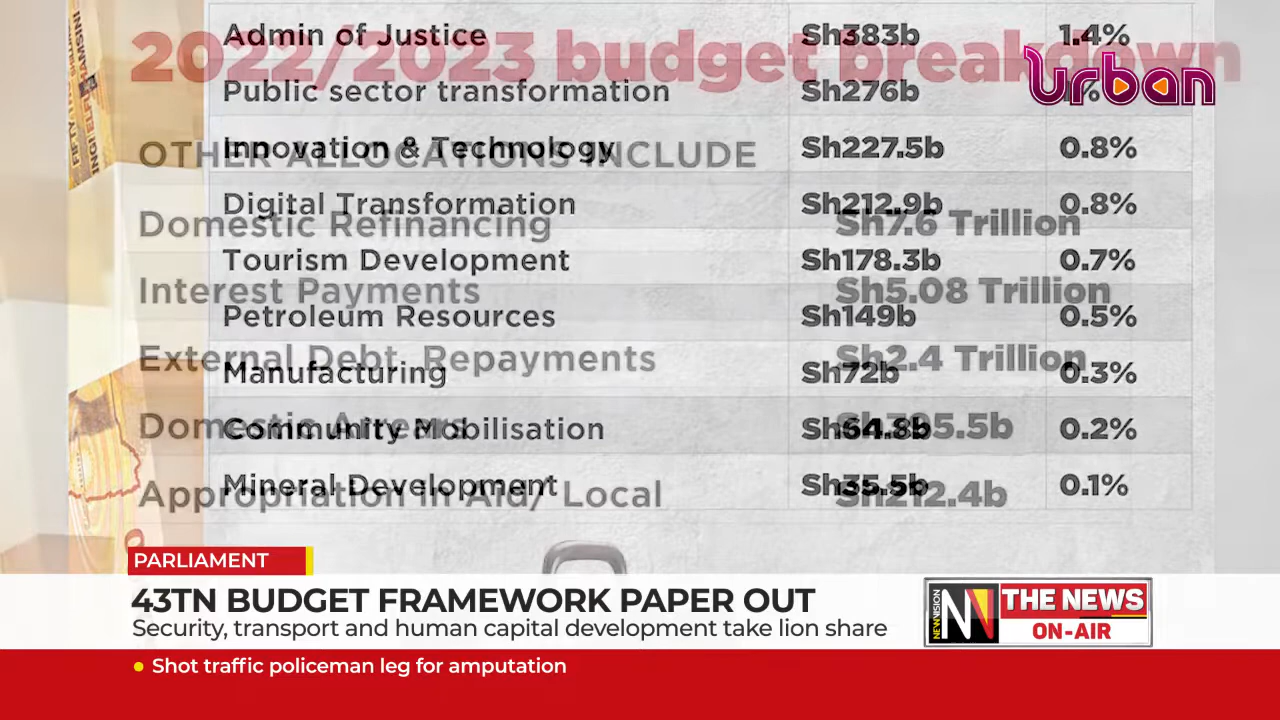 2022/2023 budget breakdown
Admin of Justice Sh383b 1.4%
Public sector transformation Sh276b %
Innovation & Technology Sh227.5b 0.8%
Digital Transformation Sh212.9b 0.8%
Tourism Development Sh178.3b 0.7%
Petroleum Resources Sh149b 0.5%
Manufacturing Sh72b 0.3%
Community Mobilisation Sh64.8b 0.2%
Mineral Development Sh35.5b 0.1%
OTHER ALLOCATIONS INCLUDE
Domestic Refinancing Sh7.6 Trillion
Interest Payments Sh5.08 Trillion
External Debt Repayments Sh2.4 Trillion
Domestic Arrears
Appropriation in Aid/ Local Sh212.4b
urban
PARLIAMENT
43TN BUDGET FRAMEWORK PAPER OUT
Security, transport and human capital development take lion share
NEW VISION
THE NEWS
ON-AIR
Shot traffic policeman leg for amputation